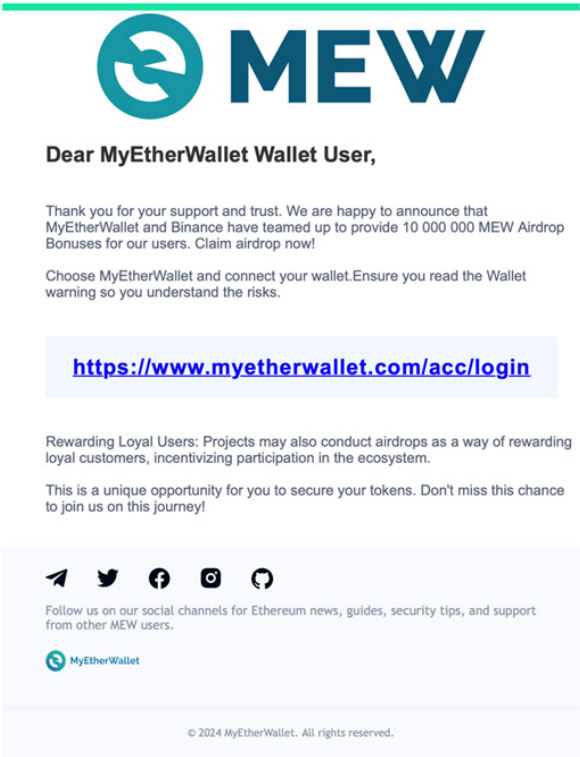 MEW
Dear MyEtherWallet Wallet User,
Thank you for your support and trust. We are happy to announce that
MyEtherWallet and Binance have teamed up to provide 10 000 000 MEW Airdrop
Bonuses for our users. Claim airdrop now!
Choose MyEtherWallet and connect your wallet.Ensure you read the Wallet
warning so you understand the risks.
https://www.myetherwallet.com/acc/login
Rewarding Loyal Users: Projects may also conduct airdrops as a way of rewarding
loyal customers, incentivizing participation in the ecosystem.
This is a unique opportunity for you to secure your tokens. Don't miss this chance
to join us on this journey!
Follow us on our social channels for Ethereum news, guides, security tips, and support
from other MEW users.
MyEtherWallet
© 2024 MyEtherWallet. All rights reserved.